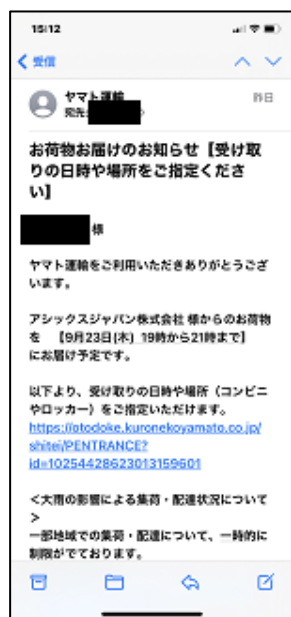 15:12
受信
ヤマト運輸
昨日
宛先:
お荷物お届けのお知らせ【受け取
りの日時や場所をご指定くださ
い】
様
ヤマト運輸をご利用いただきありがとうござ
います。
アシックスジャパン株式会社 様からのお荷物
を 【9月23日(木) 19時から21時まで】
にお届け予定です。
以下より、受け取りの日時や場所（コンビニ
やロッカー）をご指定いただけます。
https://otodoke.kuronekoyamato.co.jp/
shitei/PENTRANCE?
id=10254428623013159601
＜大雨の影響による集荷・配達状況について
＞
一部地域での集荷・配達について、一時的に
制限がでております。